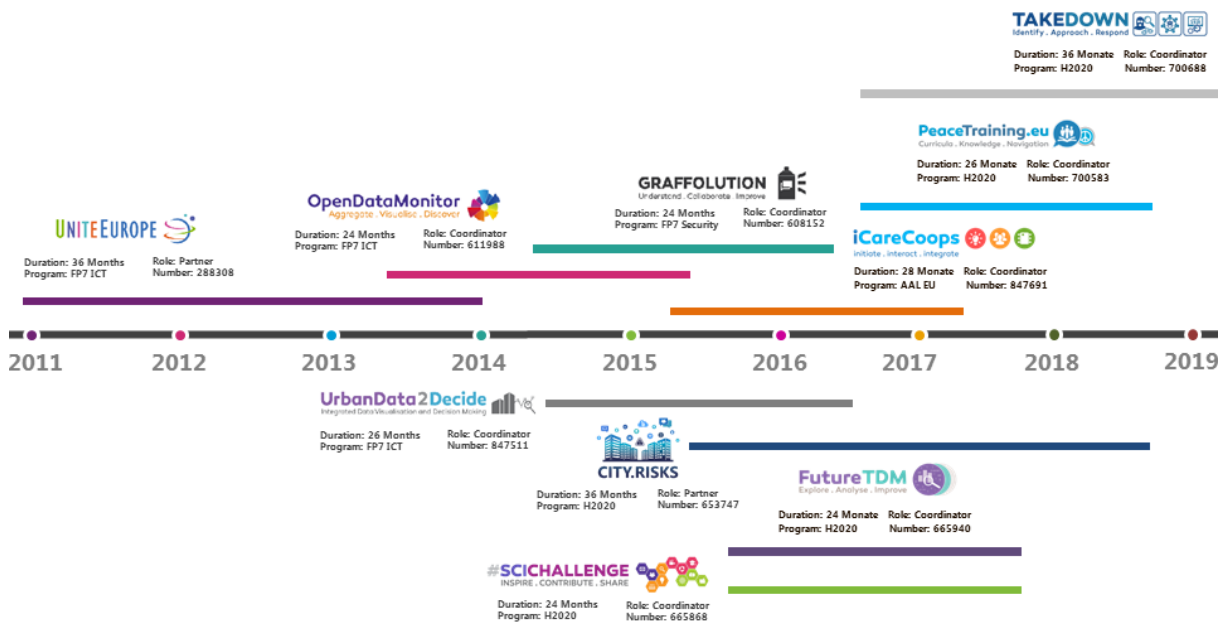 TAKEDOWN
Identify . Approach . Respond
Duration: 36 Monate Role: Coordinator
Program: H2020 Number: 700688
PeaceTraining.eu
Curricula . Knowledge . Navigation
Duration: 26 Monate Role: Coordinator
Program: H2020 Number: 700583
GRAFFOLUTION
Understand . Collaborate . Improve
Duration: 24 Months Role: Coordinator
Program: FP7 Security Number: 608152
OpenDataMonitor
Aggregate . Visualise . Discover
Duration: 24 Months Role: Coordinator
Program: FP7 ICT Number: 611988
UNITEEUROPE
Duration: 36 Months Role: Partner
Program: FP7 ICT Number: 288308
iCareCoops
initiate . interact . integrate
Duration: 28 Monate Role: Coordinator
Program: AAL EU Number: 847691
2011 2012 2013 2014 2015 2016 2017 2018 2019
UrbanData2Decide
Integrated Data Visualisation and Decision Making
Duration: 26 Months Role: Coordinator
Program: FP7 ICT Number: 847511
CITY.RISKS
Duration: 36 Months Role: Partner
Program: H2020 Number: 653747
FutureTDM
Explore . Analyse . Improve
Duration: 24 Monate Role: Coordinator
Program: H2020 Number: 665940
#SCICHALLENGE
INSPIRE . CONTRIBUTE . SHARE
Duration: 24 Months Role: Coordinator
Program: H2020 Number: 665868